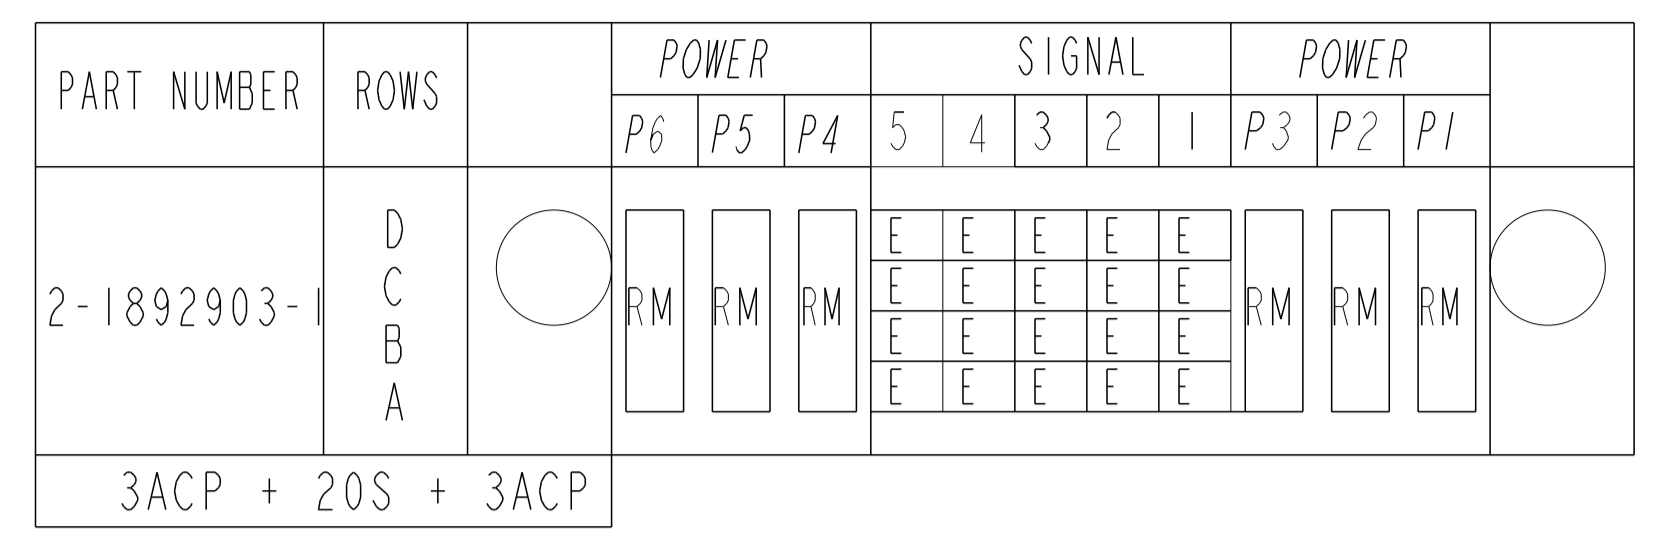 PART NUMBER ROWS POWER SIGNAL POWER
P6 P5 P4 5 4 3 2 1 P3 P2 P1
2-1892903-1 D E E E E E
C E E E E E
RM RM RM RM RM RM
B E E E E E
A E E E E E
3ACP + 20S + 3ACP